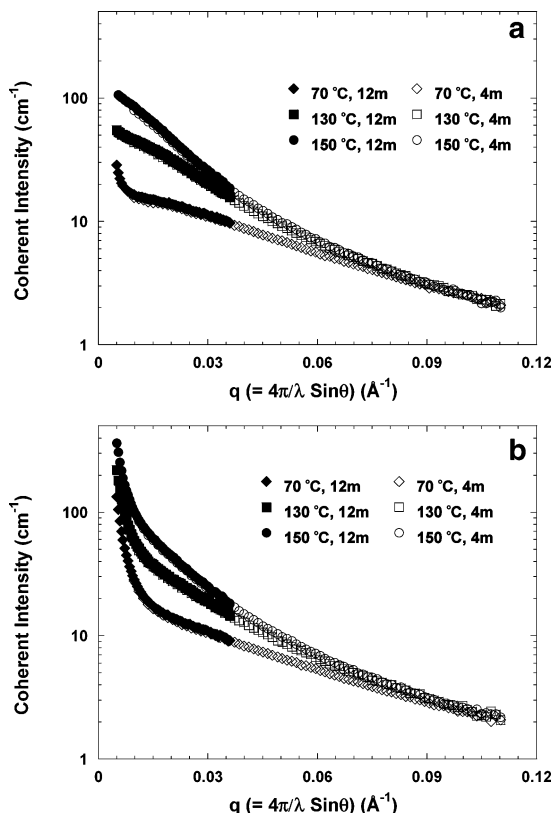 a
100
10
1
Coherent Intensity (cm⁻¹)
70 °C, 12m
70 °C, 4m
130 °C, 12m
130 °C, 4m
150 °C, 12m
150 °C, 4m
0
0.03
0.06
0.09
0.12
q (= 4π/λ Sinθ) (Å⁻¹)
b
100
10
1
Coherent Intensity (cm⁻¹)
70 °C, 12m
70 °C, 4m
130 °C, 12m
130 °C, 4m
150 °C, 12m
150 °C, 4m
0
0.03
0.06
0.09
0.12
q (= 4π/λ Sinθ) (Å⁻¹)